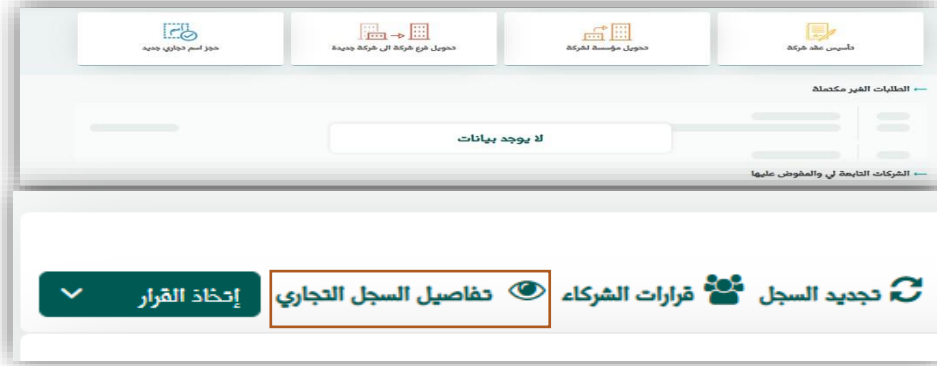 تأسيس عقد شركة
تحويل مؤسسة لشركة
تحويل فرع شركة الى شركة جديدة
حجز اسم تجاري جديد
الطلبات الغير مكتملة
لا يوجد بيانات
الشركات التابعة لي والمفوض عليها
تجديد السجل قرارات الشركاء تفاصيل السجل التجاري إتخاذ القرار